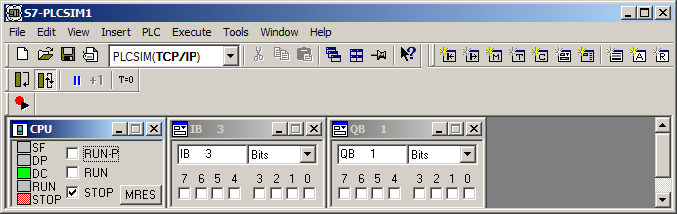 S7-PLCSIM1
File Edit View Insert PLC Execute Tools Window Help
PLCSIM(TCP/IP)
M T C A R
+1 T=0
CPU
SF
DP
DC
RUN
STOP
RUN-P
RUN
STOP
MRES
IB 3
IB 3 Bits
7 6 5 4 3 2 1 0
QB 1
QB 1 Bits
7 6 5 4 3 2 1 0